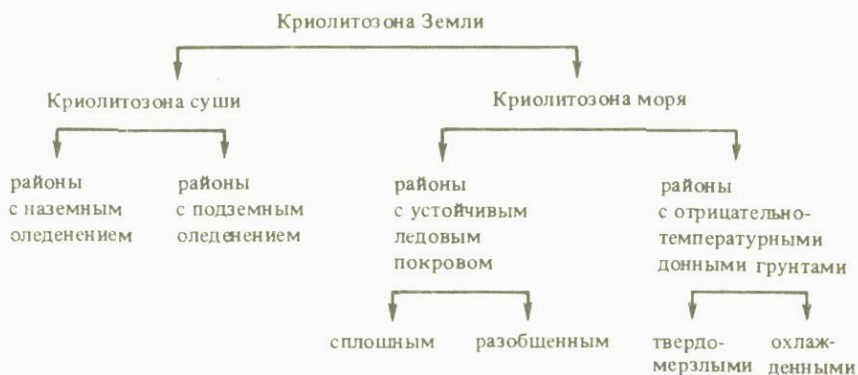 Криолитозона Земли
Криолитозона суши
Криолитозона моря
районы
с наземным
оледенением
районы
с подземным
оледенением
районы
с устойчивым
ледовым
покровом
районы
с отрицательно-
температурными
донными грунтами
сплошным
разобщенным
твердо-
мерзлыми
охлаж-
денными